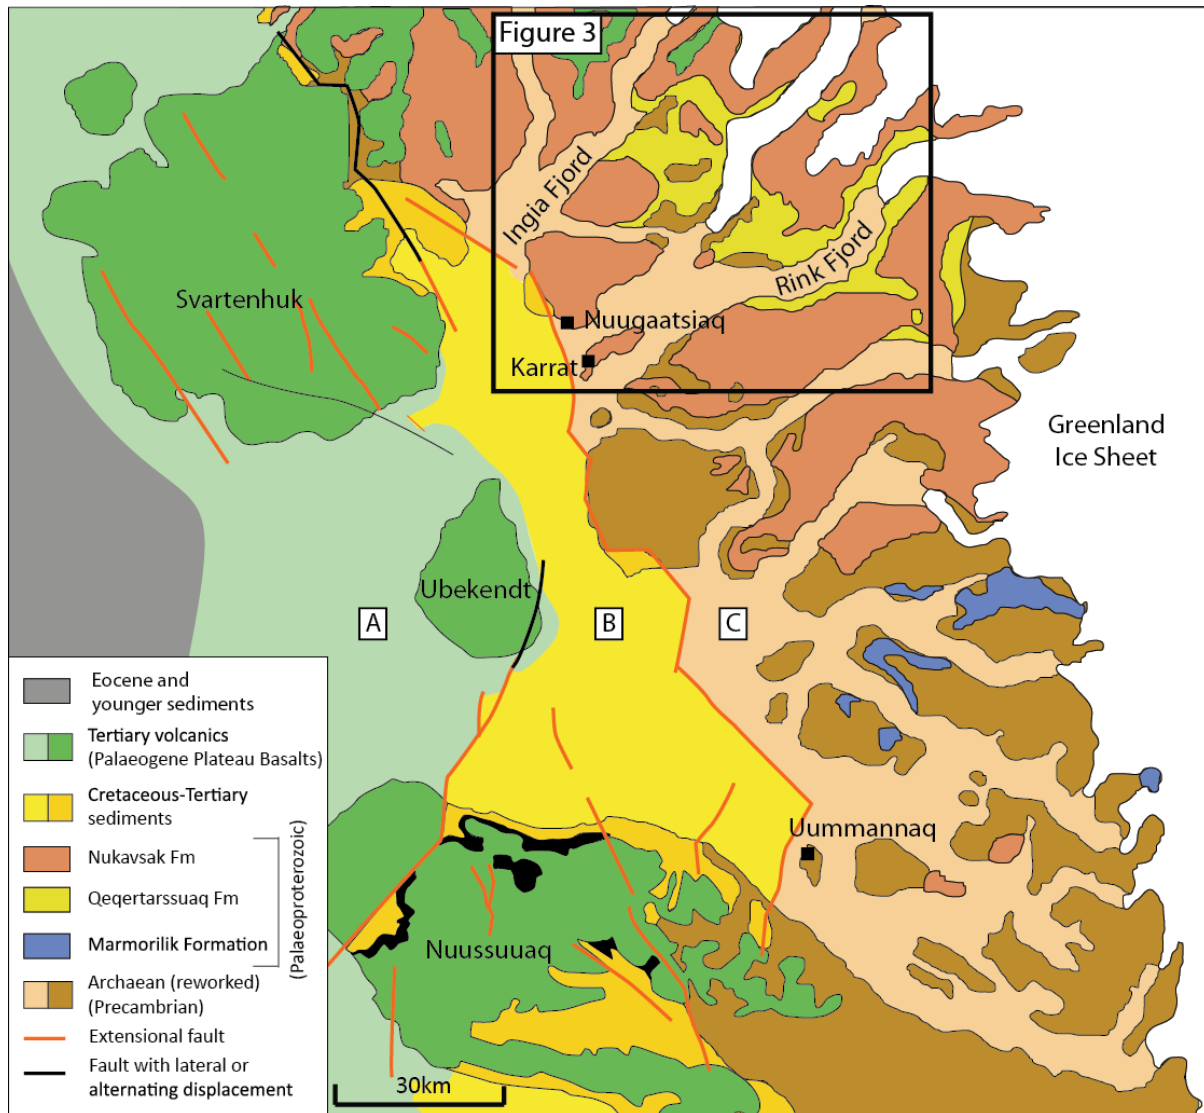 Figure 3
Ingia Fjord
Rink Fjord
Svartenhuk
Nuugaatsiaq
Karrat
Greenland
Ice Sheet
Ubekendt
A
B
C
Uummannaq
Nuussuuaq
Eocene and
younger sediments
Tertiary volcanics
(Palaeogene Plateau Basalts)
Cretaceous-Tertiary
sediments
Nukavsak Fm
Qeqertarssuaq Fm
Marmorilik Formation
(Palaeoproterozoic)
Archaean (reworked)
(Precambrian)
Extensional fault
Fault with lateral or
alternating displacement
30km